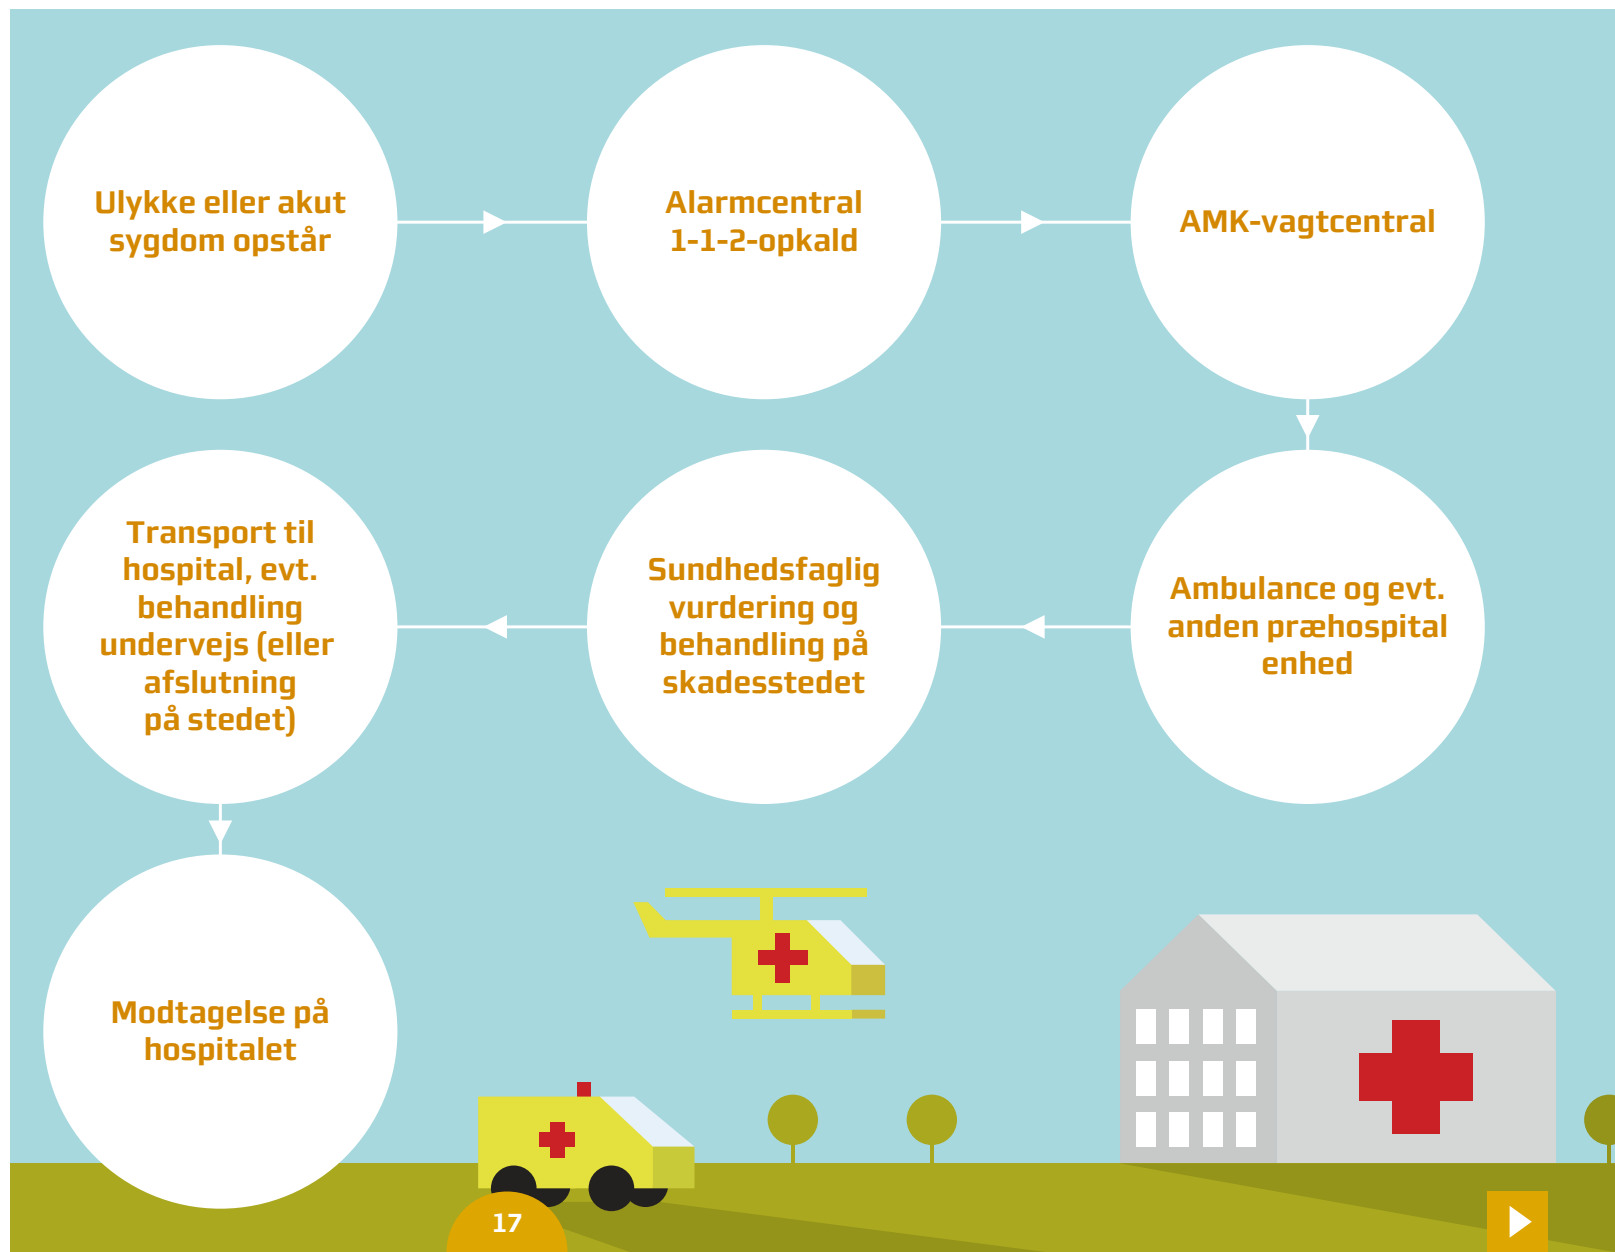 Ulykke eller akut
sygdom opstår
Alarmcentral
1-1-2-opkald
AMK-vagtcentral
Ambulance og evt.
anden præhospital
enhed
Sundhedsfaglig
vurdering og
behandling på
skadesstedet
Transport til
hospital, evt.
behandling
undervejs (eller
afslutning
på stedet)
Modtagelse på
hospitalet
17